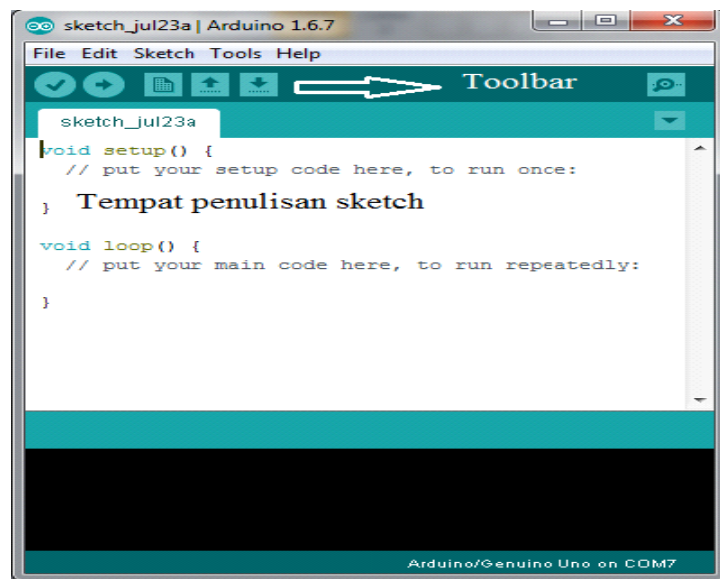 sketch_jul23a | Arduino 1.6.7
File Edit Sketch Tools Help
Toolbar
sketch_jul23a
void setup() {
// put your setup code here, to run once:
} Tempat penulisan sketch
void loop() {
// put your main code here, to run repeatedly:
}
Arduino/Genuino Uno on COM7